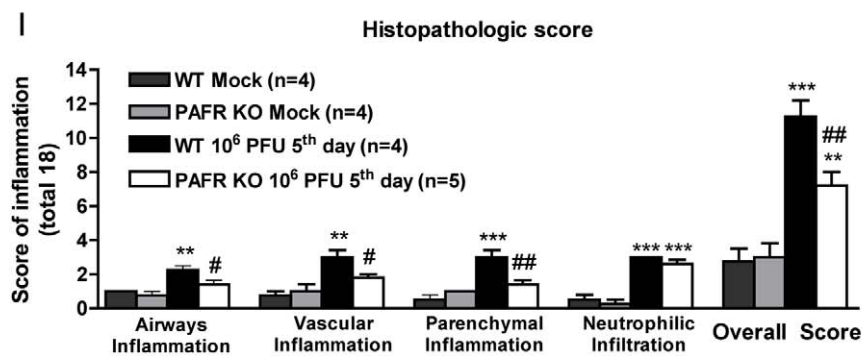 I
Histopathologic score
Score of inflammation
(total 18)
14
12
10
8
6
4
2
0
WT Mock (n=4)
PAFR KO Mock (n=4)
WT 10⁶ PFU 5ᵗʰ day (n=4)
PAFR KO 10⁶ PFU 5ᵗʰ day (n=5)
** #
** #
*** ##
*** ***
***
##
**
Airways
Inflammation
Vascular
Inflammation
Parenchymal
Inflammation
Neutrophilic
Infiltration
Overall Score